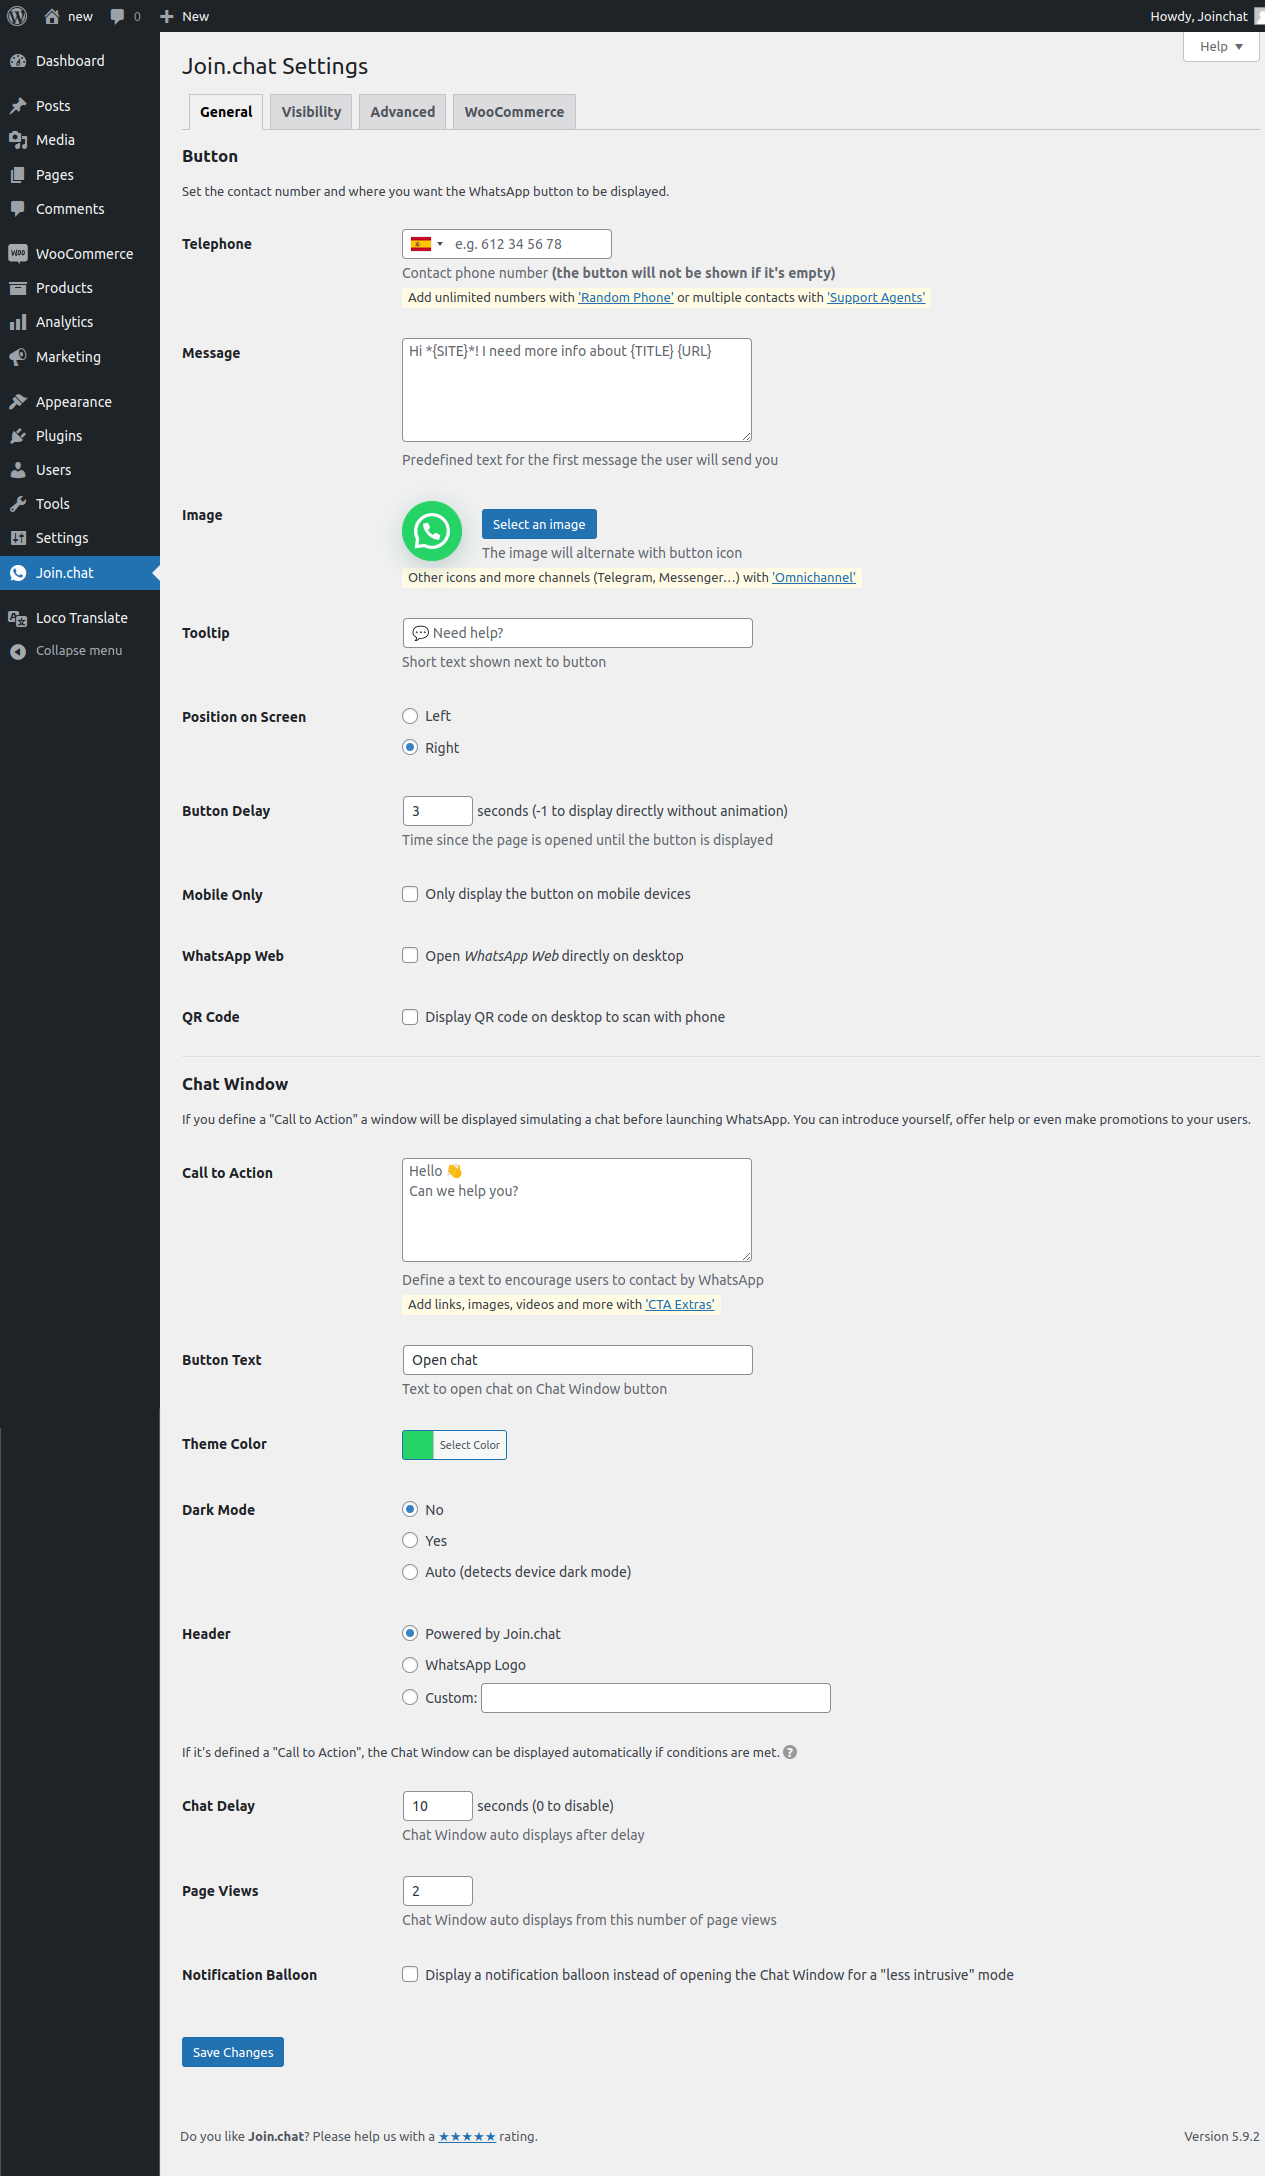 new 0 New Howdy, Joinchat
Help
Dashboard
Posts
Media
Pages
Comments
WooCommerce
Products
Analytics
Marketing
Appearance
Plugins
Users
Tools
Settings
Join.chat
Loco Translate
Collapse menu
Join.chat Settings
General Visibility Advanced WooCommerce
Button
Set the contact number and where you want the WhatsApp button to be displayed.
Telephone
e.g. 612 34 56 78
Contact phone number (the button will not be shown if it's empty)
Add unlimited numbers with 'Random Phone' or multiple contacts with 'Support Agents'
Message
Hi *{SITE}*! I need more info about {TITLE} {URL}
Predefined text for the first message the user will send you
Image
Select an image
The image will alternate with button icon
Other icons and more channels (Telegram, Messenger...) with 'Omnichannel'
Tooltip
💬 Need help?
Short text shown next to button
Position on Screen
Left
Right
Button Delay
3 seconds (-1 to display directly without animation)
Time since the page is opened until the button is displayed
Mobile Only
Only display the button on mobile devices
WhatsApp Web
Open WhatsApp Web directly on desktop
QR Code
Display QR code on desktop to scan with phone
Chat Window
If you define a "Call to Action" a window will be displayed simulating a chat before launching WhatsApp. You can introduce yourself, offer help or even make promotions to your users.
Call to Action
Hello 👋
Can we help you?
Define a text to encourage users to contact by WhatsApp
Add links, images, videos and more with 'CTA Extras'
Button Text
Open chat
Text to open chat on Chat Window button
Theme Color
Select Color
Dark Mode
No
Yes
Auto (detects device dark mode)
Header
Powered by Join.chat
WhatsApp Logo
Custom:
If it's defined a "Call to Action", the Chat Window can be displayed automatically if conditions are met. ?
Chat Delay
10 seconds (0 to disable)
Chat Window auto displays after delay
Page Views
2
Chat Window auto displays from this number of page views
Notification Balloon
Display a notification balloon instead of opening the Chat Window for a "less intrusive" mode
Save Changes
Do you like Join.chat? Please help us with a ★★★★★ rating.
Version 5.9.2